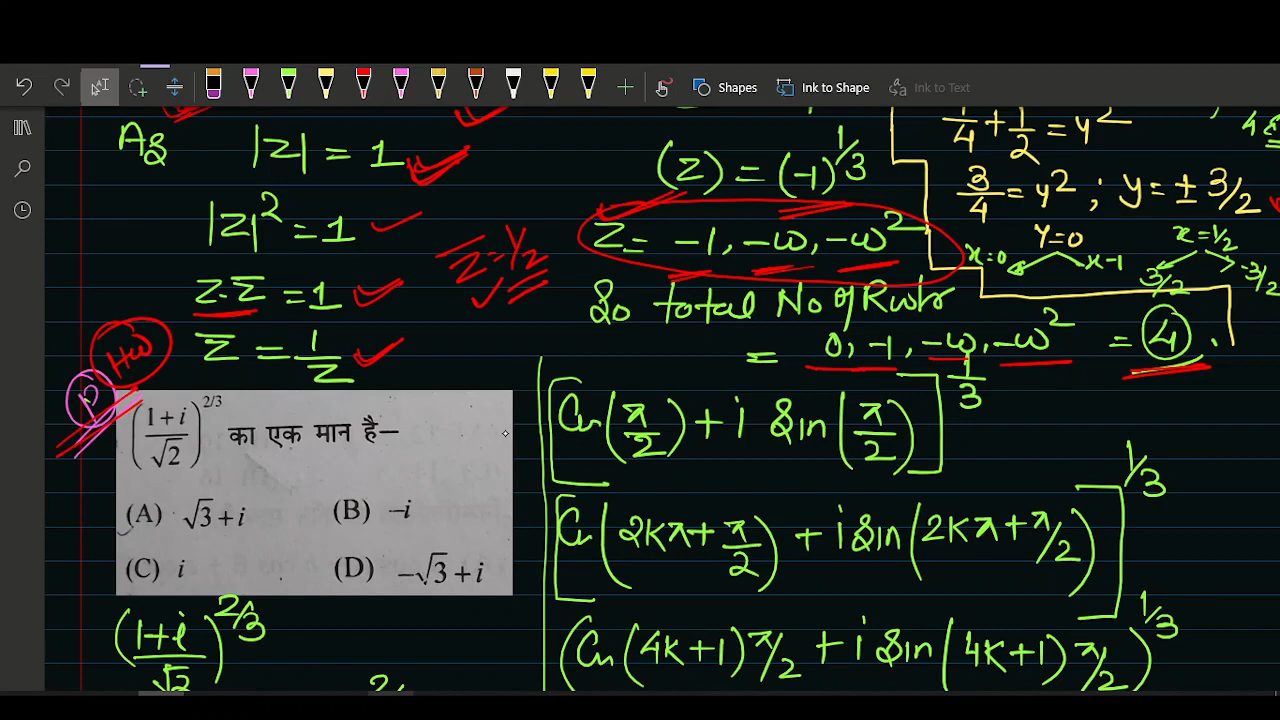 Shapes
Ink to Shape
Ink to Text
As |Z| = 1
|Z|² = 1
Z·Z̅ = 1
Z̅ = 1/Z
Z̅ = 1/Z
HW
P
(Z) = (-1)^1/3
Z = -1, -ω, -ω²
So total No of Roots
= 0, -1, -ω, -ω² = 4.
1/4 + 1/2 = y²
3/4 = y² ; y = ± 3/2
y=0
x=0 x-1
x=1/2
3/2 -3/2
((1+i)/√2)^2/3 का एक मान है–
(A) √3+i (B) –i
(C) i (D) –√3+i
((1+i)/√2)^2/3
[Cos(π/2) + i Sin(π/2)]^1/3
[Cos(2kπ+π/2) + i Sin(2kπ+π/2)]^1/3
(Cos(4k+1)π/2 + i Sin(4k+1)π/2)^1/3